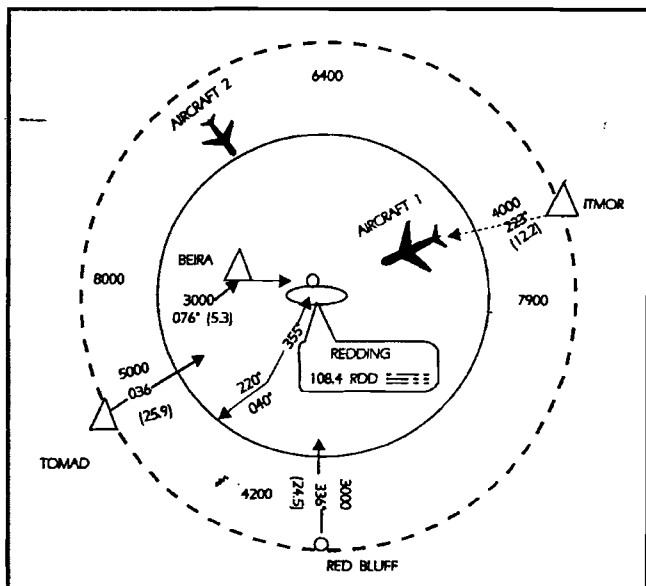 6400
AIRCRAFT 2
ITMOR
4000
223°
(12.2)
AIRCRAFT 1
BEIRA
8000
3000
076° (5.3)
7900
355°
REDDING
108.4 RDD
5000
036
(25.9)
220°
040°
TOMAD
4200
3000
336°
(24.5)
RED BLUFF